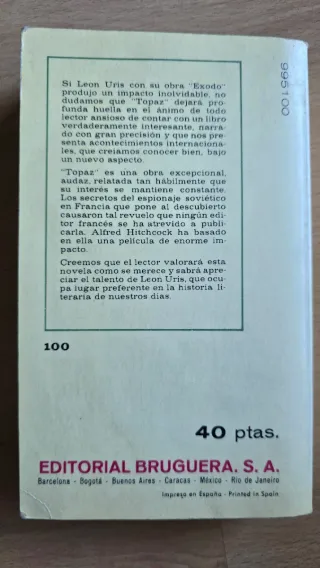 Si Leon Uris con su obra "Exodo"
produjo un impacto inolvidable, no
dudamos que "Topaz" dejará pro-
funda huella en el ánimo de todo
lector ansioso de contar con un libro
verdaderamente interesante, narra-
do con gran precisión y que nos pre-
senta acontecimientos internaciona-
les, que creíamos conocer bien, bajo
un nuevo aspecto.
"Topaz" es una obra excepcional,
audaz, relatada tan hábilmente que
su interés se mantiene constante.
Los secretos del espionaje soviético
en Francia que pone al descubierto
causaron tal revuelo que ningún edi-
tor francés se ha atrevido a publi-
carla. Alfred Hitchcock ha basado
en ella una película de enorme im-
pacto.
Creemos que el lector valorará esta
novela como se merece y sabrá apre-
ciar el talento de Leon Uris, que ocu-
pa lugar preferente en la historia li-
teraria de nuestros días.
995100
100
40 ptas.
EDITORIAL BRUGUERA, S. A.
Barcelona - Bogotá - Buenos Aires - Caracas - México - Río de Janeiro
Impreso en España - Printed in Spain